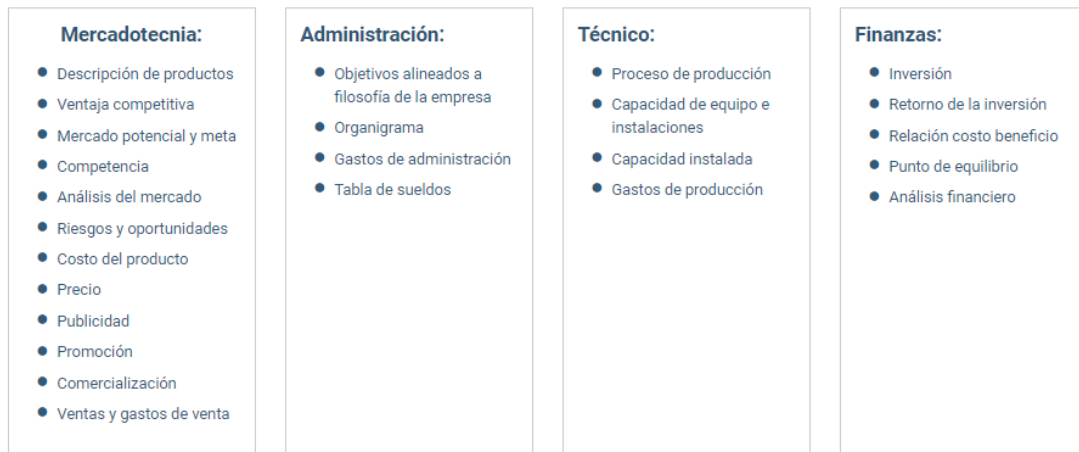 Mercadotecnia:
Descripción de productos
Ventaja competitiva
Mercado potencial y meta
Competencia
Análisis del mercado
Riesgos y oportunidades
Costo del producto
Precio
Publicidad
Promoción
Comercialización
Ventas y gastos de venta
Administración:
Objetivos alineados a
filosofía de la empresa
Organigrama
Gastos de administración
Tabla de sueldos
Técnico:
Proceso de producción
Capacidad de equipo e
instalaciones
Capacidad instalada
Gastos de producción
Finanzas:
Inversión
Retorno de la inversión
Relación costo beneficio
Punto de equilibrio
Análisis financiero